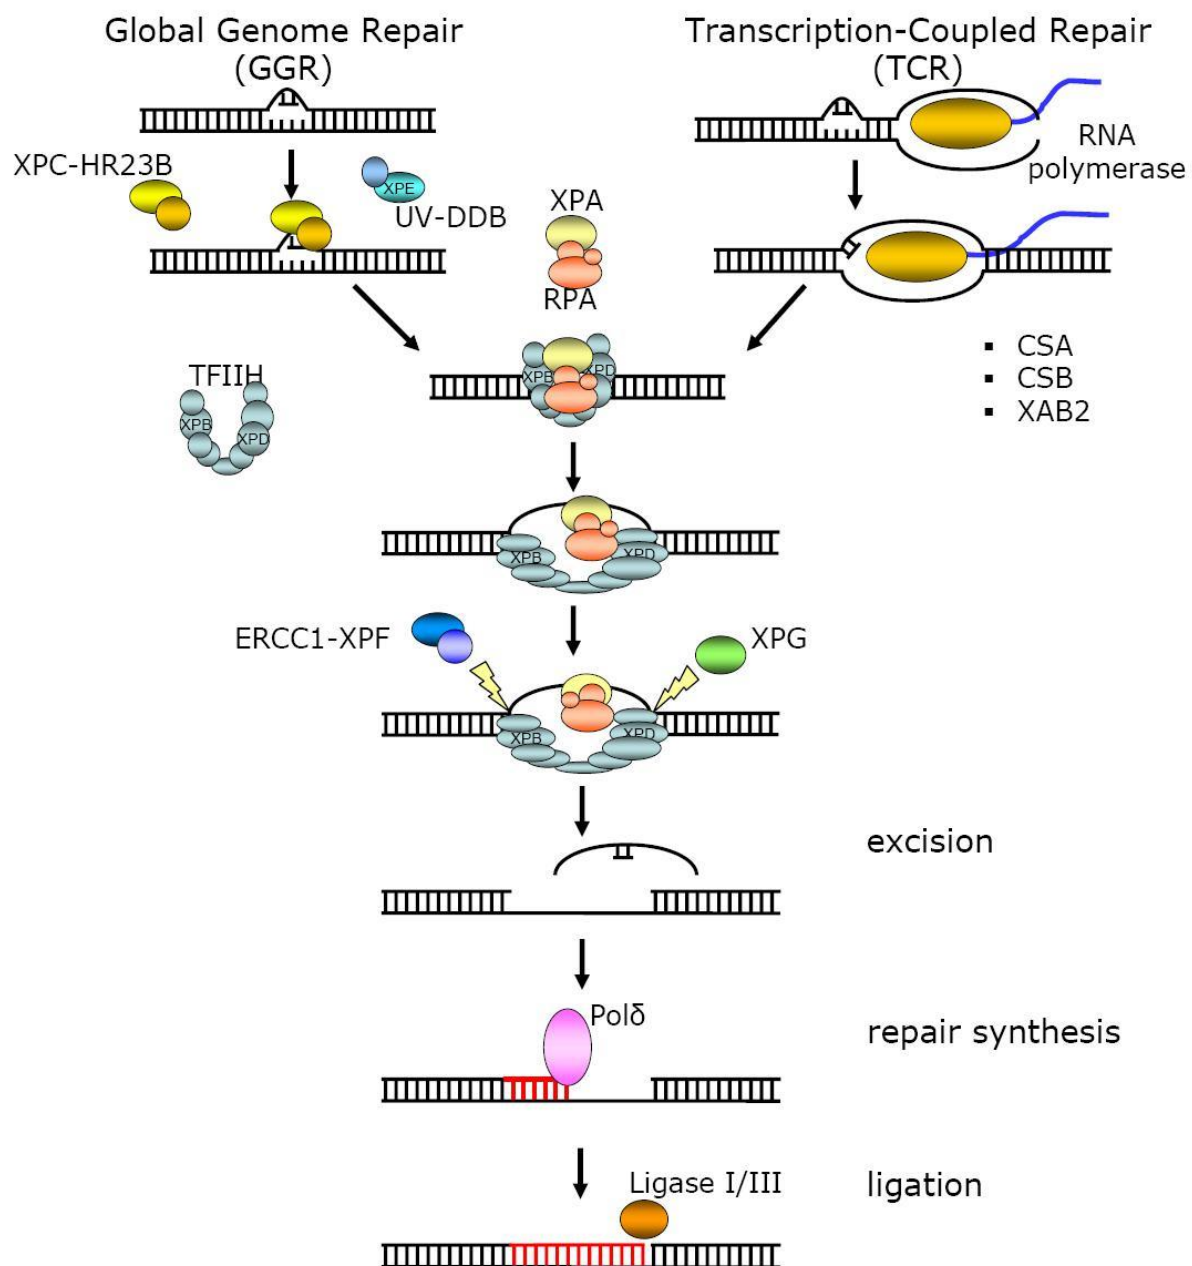 Global Genome Repair
(GGR)
Transcription-Coupled Repair
(TCR)
RNA
polymerase
XPC-HR23B
XPE
UV-DDB
XPA
RPA
TFIIH
XPB
XPD
XPB
XPD
▪ CSA
▪ CSB
▪ XAB2
XPB
XPD
ERCC1-XPF
XPG
XPB
XPD
excision
Polδ
repair synthesis
Ligase I/III
ligation